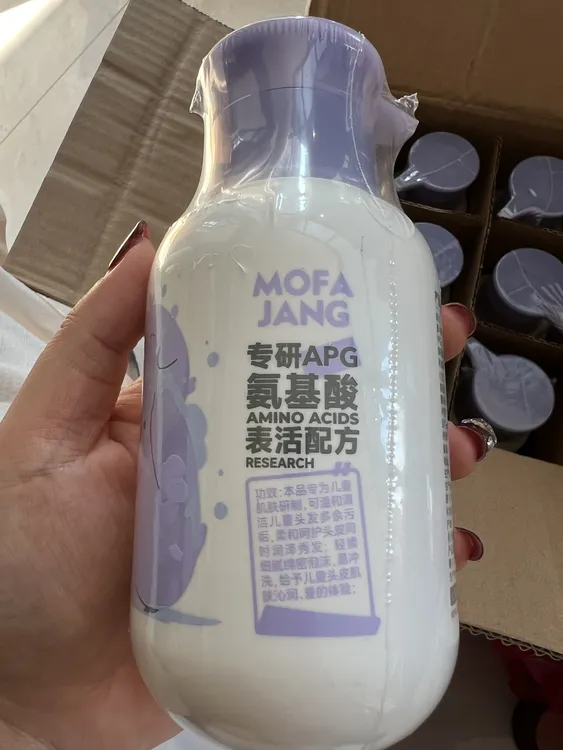 MOFA
JANG
专研APG
氨基酸
AMINO ACIDS
表活配方
RESEARCH
功效:本品专为儿童
肌肤研制,可温和清
洁儿童头发多余污
垢,柔和呵护头皮同
时润泽秀发;轻揉
细腻绵密泡沫,易冲
洗,给予儿童头皮肌
肤沁润、爱的体验;